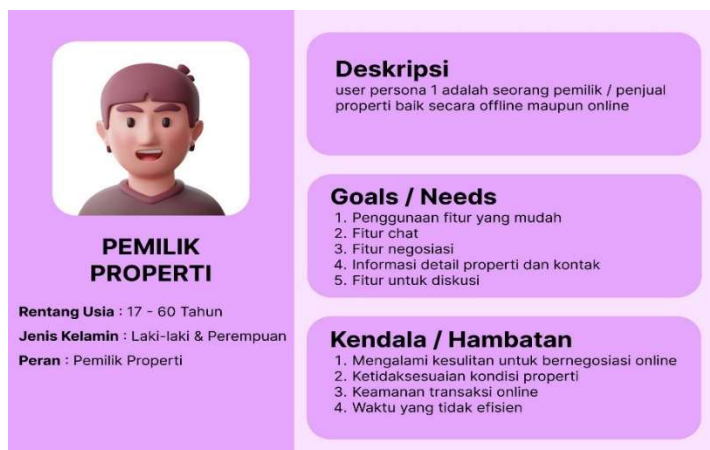 PEMILIK
PROPERTI
Rentang Usia : 17 - 60 Tahun
Jenis Kelamin : Laki-laki & Perempuan
Peran : Pemilik Properti
Deskripsi
user persona 1 adalah seorang pemilik / penjual
properti baik secara offline maupun online
Goals / Needs
1. Penggunaan fitur yang mudah
2. Fitur chat
3. Fitur negosiasi
4. Informasi detail properti dan kontak
5. Fitur untuk diskusi
Kendala / Hambatan
1. Mengalami kesulitan untuk bernegosiasi online
2. Ketidaksesuaian kondisi properti
3. Keamanan transaksi online
4. Waktu yang tidak efisien